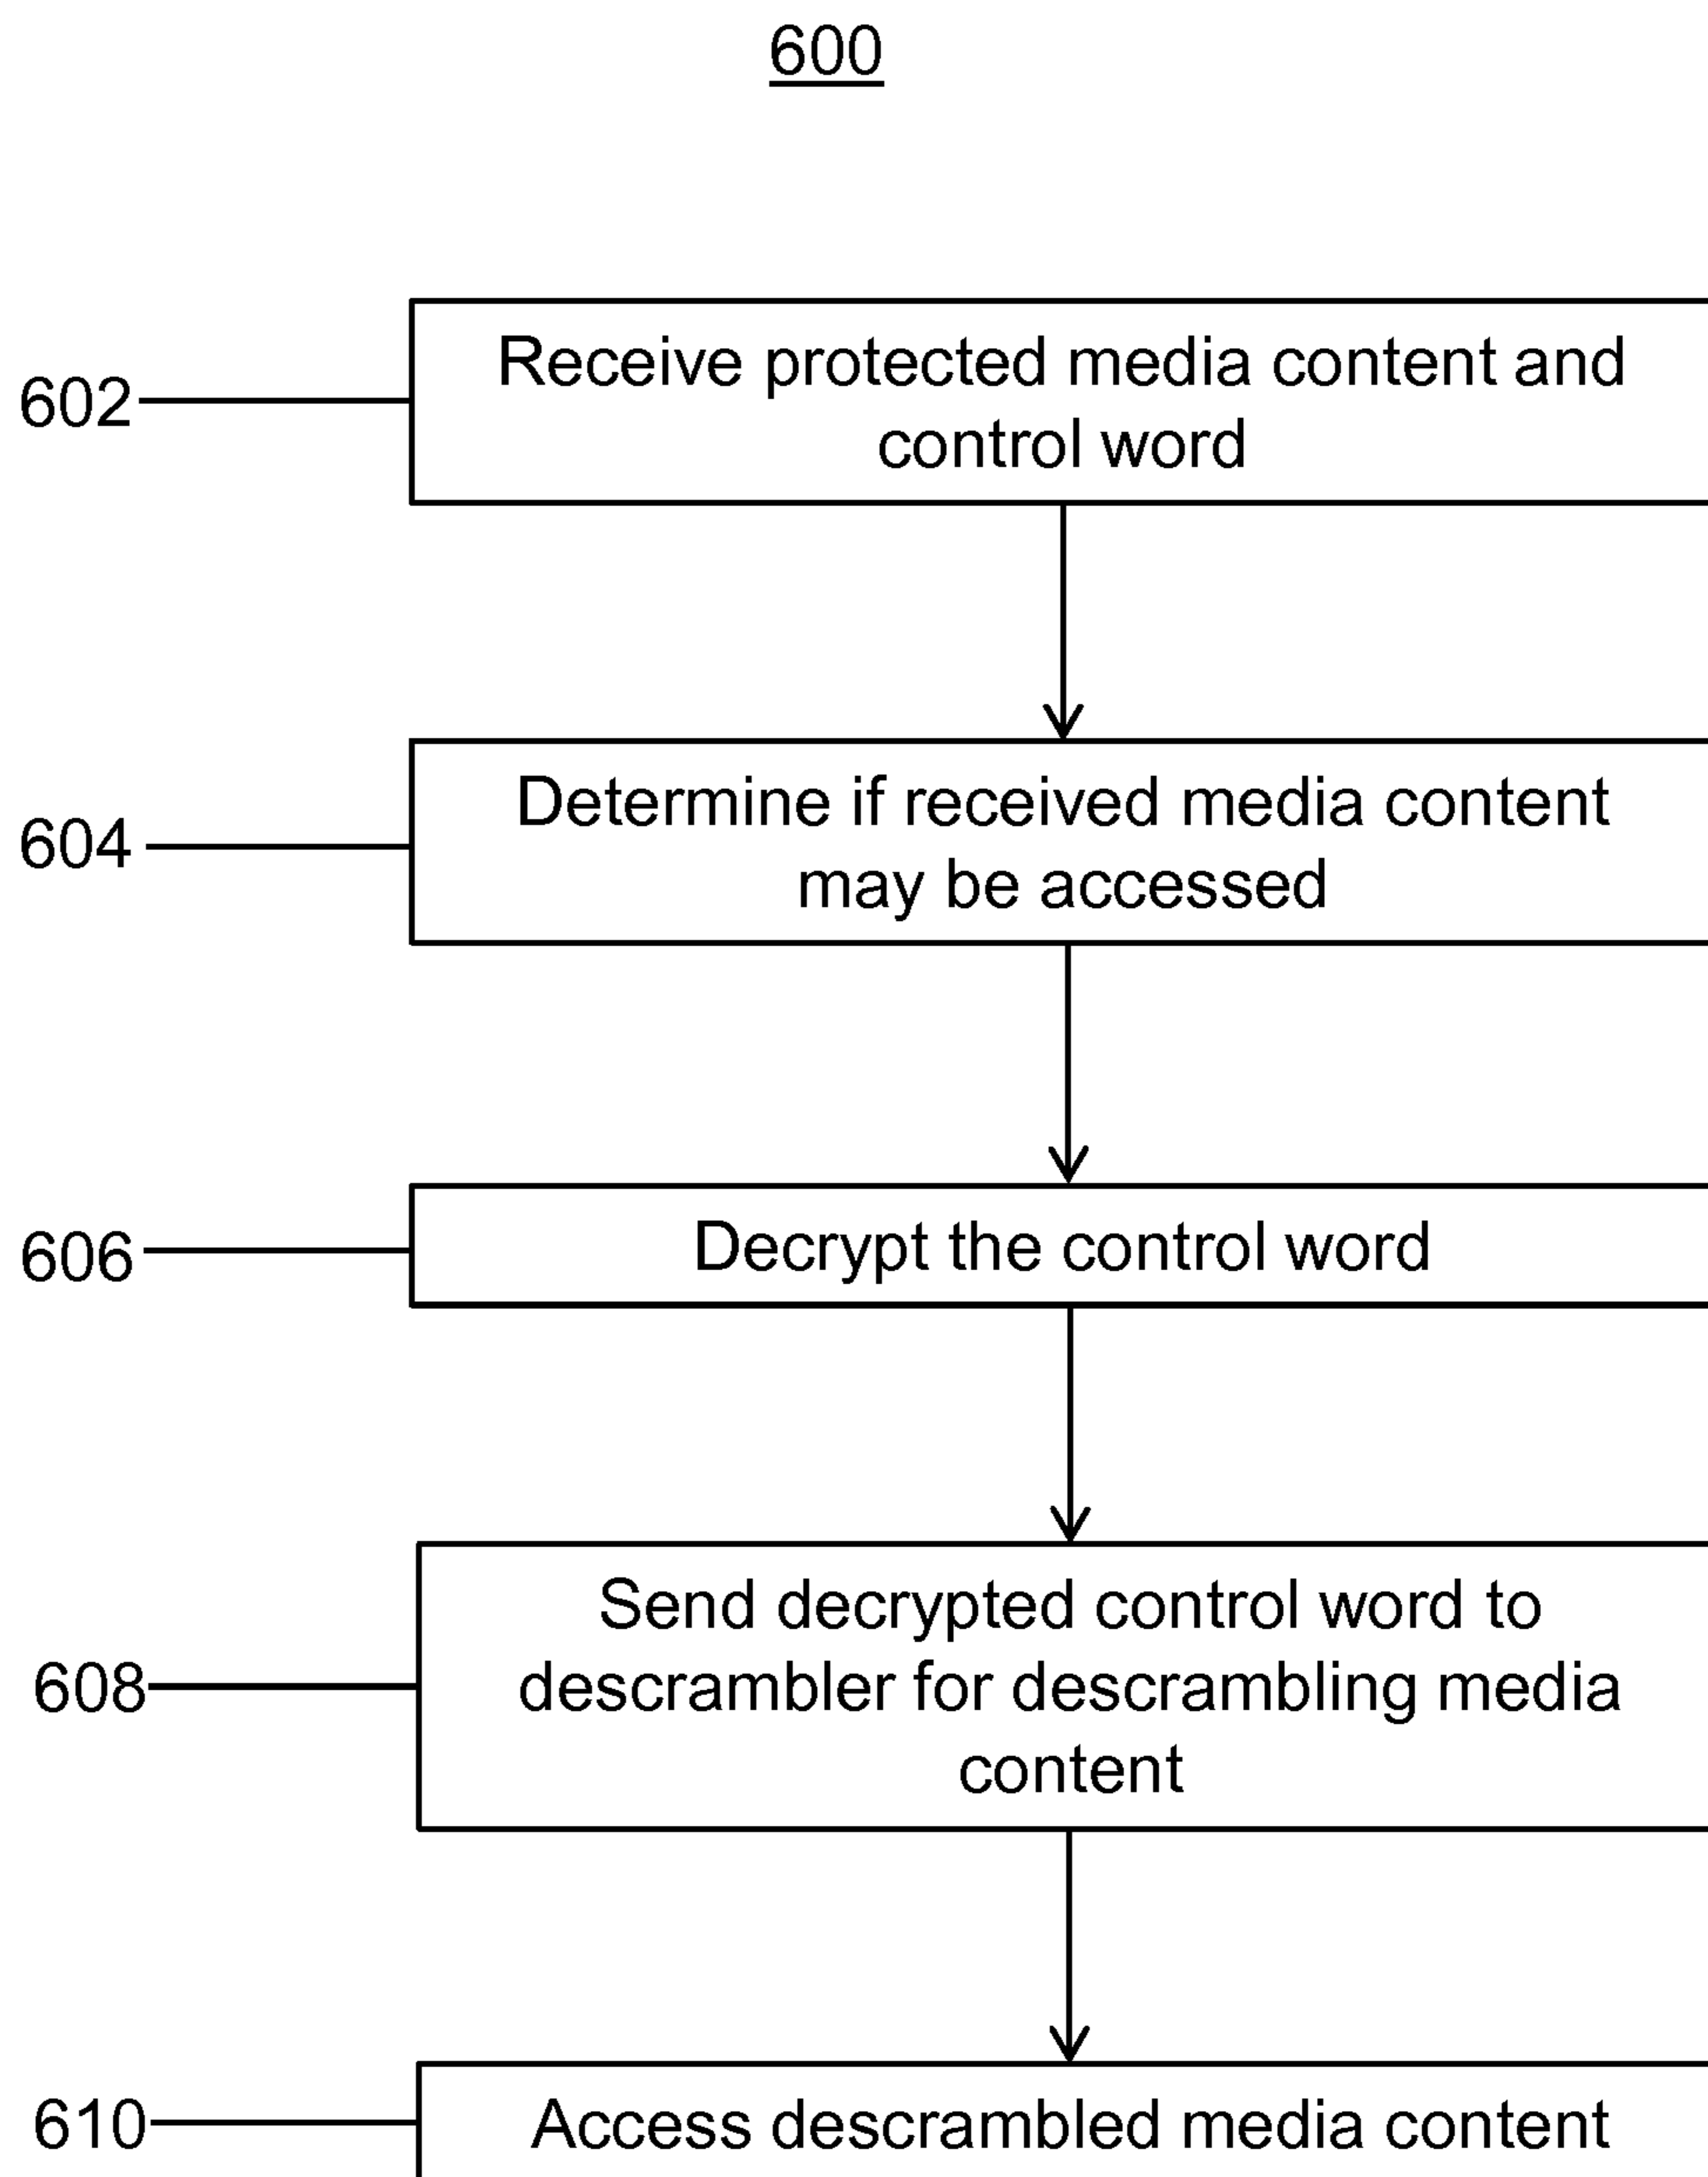 600
602
Receive protected media content and
control word
604
Determine if received media content
may be accessed
606
Decrypt the control word
608
Send decrypted control word to
descrambler for descrambling media
content
610
Access descrambled media content